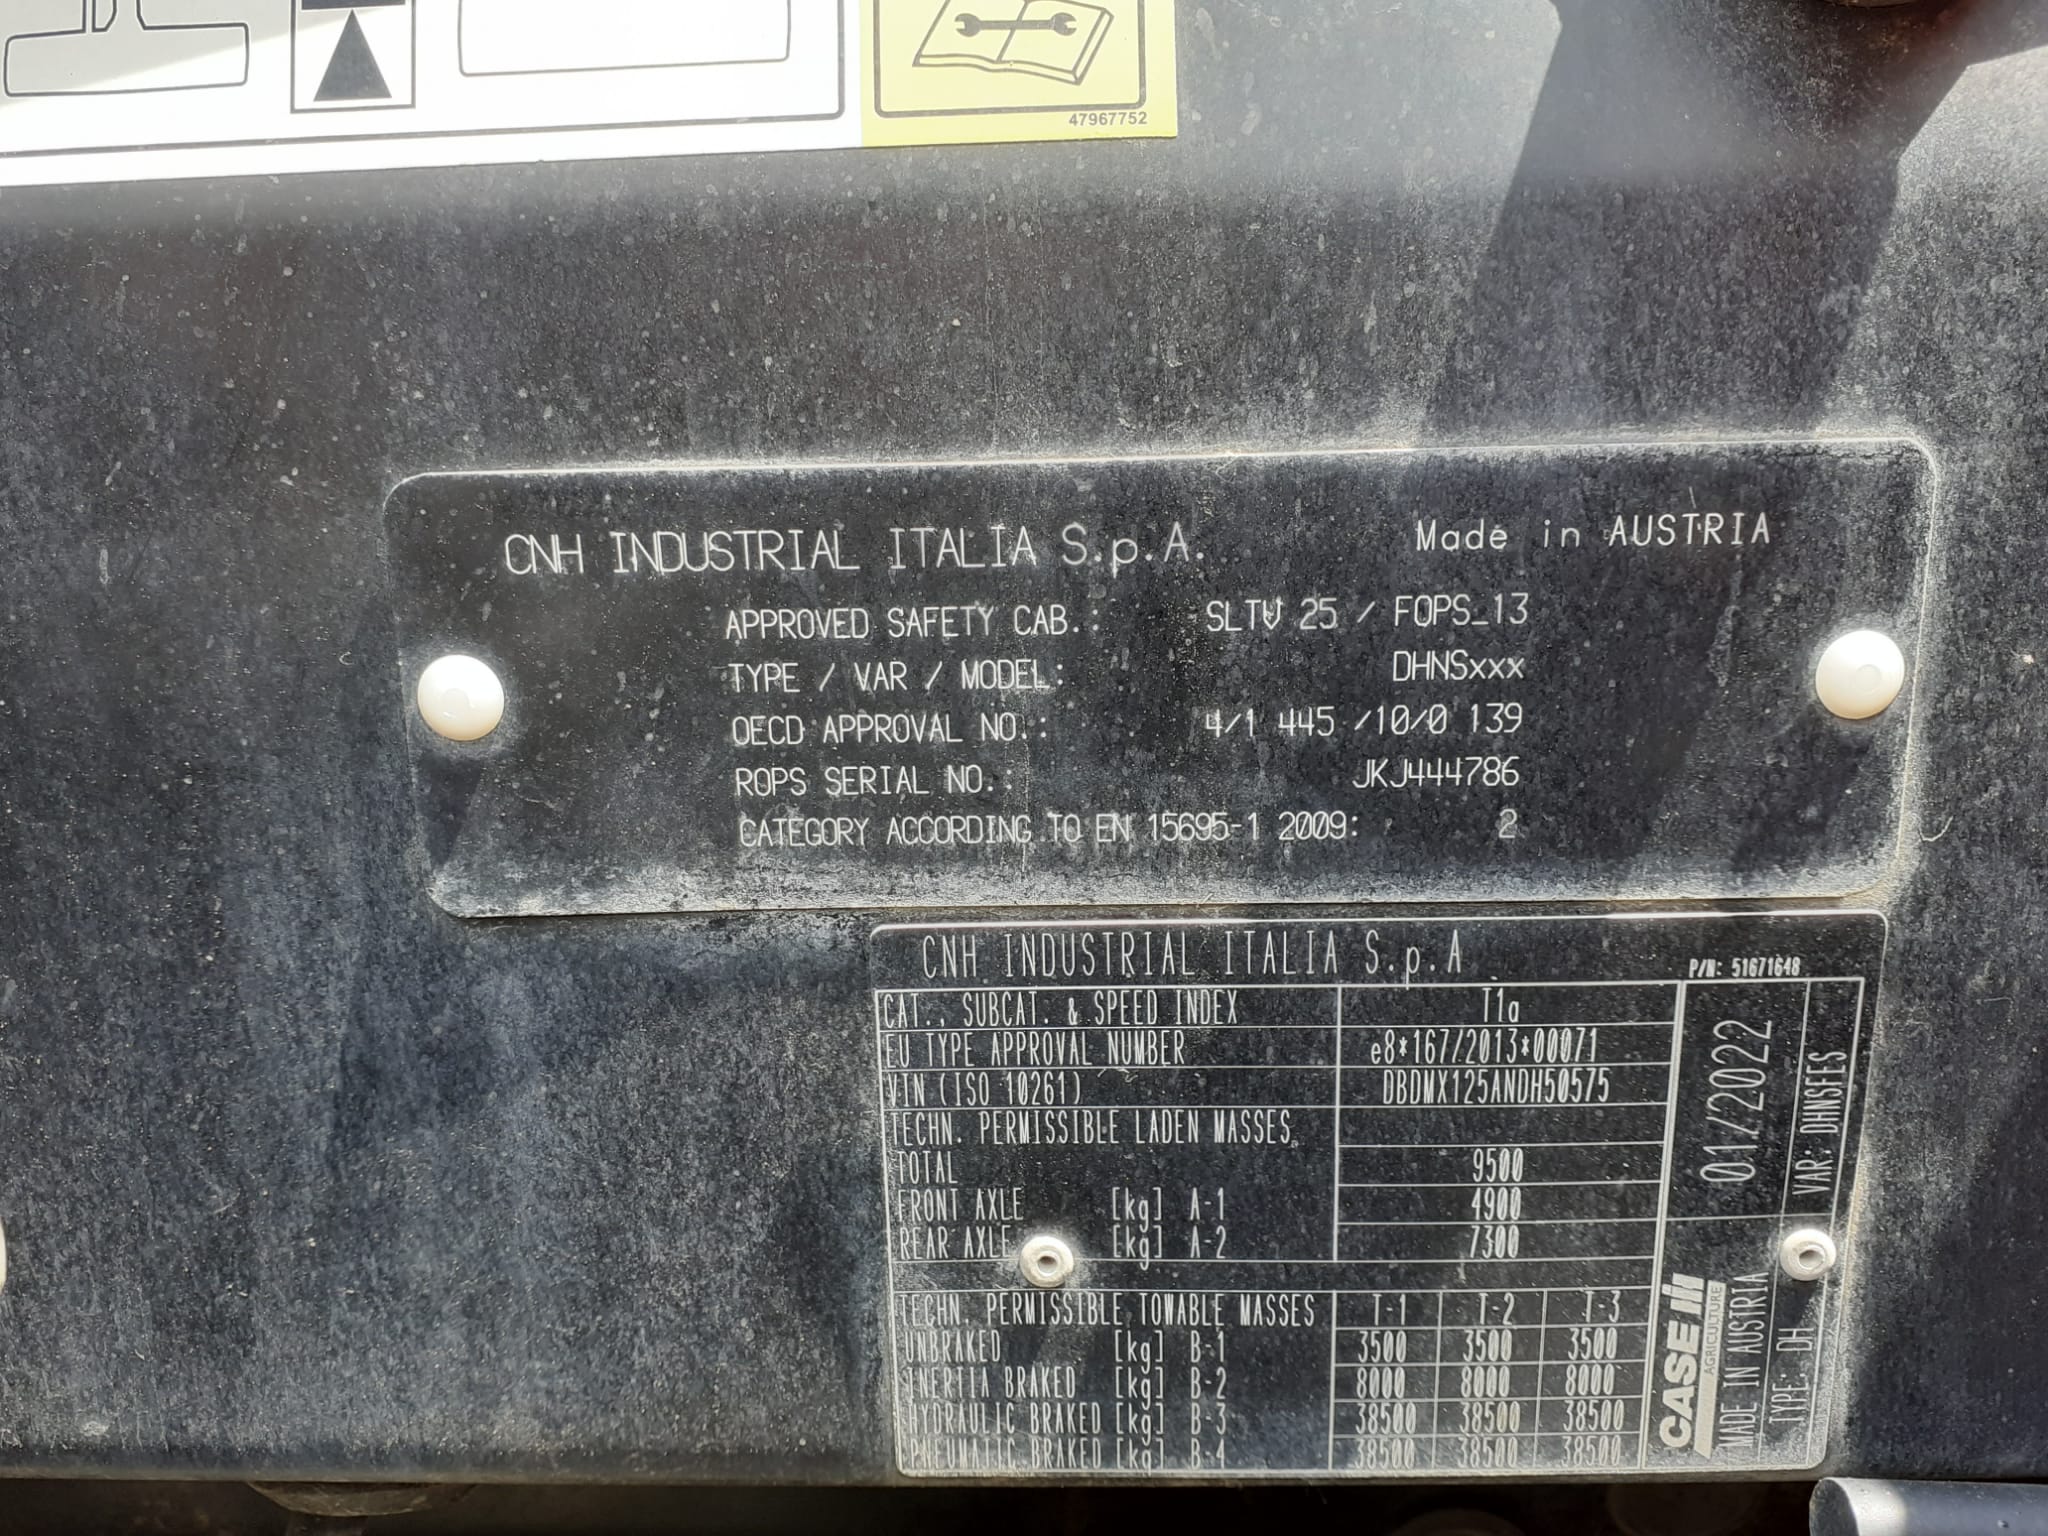 47967752
CNH INDUSTRIAL ITALIA S.p.A. Made in AUSTRIA
APPROVED SAFETY CAB.: SLTV 25 / FOPS_13
TYPE / VAR / MODEL: DHNSxxx
OECD APPROVAL NO.: 4/1 445 /10/0 139
ROPS SERIAL NO.: JKJ444786
CATEGORY ACCORDING TO EN 15695-1 2009: 2
CNH INDUSTRIAL ITALIA S.p.A P/N: 51671648
CAT., SUBCAT. & SPEED INDEX T1a
EU TYPE APPROVAL NUMBER e8*167/2013*00071
VIN (ISO 10261) DBDMX125ANDH50575
TECHN. PERMISSIBLE LADEN MASSES
TOTAL 9500
FRONT AXLE [kg] A-1 4900
REAR AXLE [kg] A-2 7300
TECHN. PERMISSIBLE TOWABLE MASSES T-1 T-2 T-3
UNBRAKED [kg] B-1 3500 3500 3500
INERTIA BRAKED [kg] B-2 8000 8000 8000
HYDRAULIC BRAKED [kg] B-3 38500 38500 38500
PNEUMATIC BRAKED [kg] B-4 38500 38500 38500
CASE III
AGRICULTURE
01/2022
MADE IN AUSTRIA
TYPE: DH VAR: DHNSFES